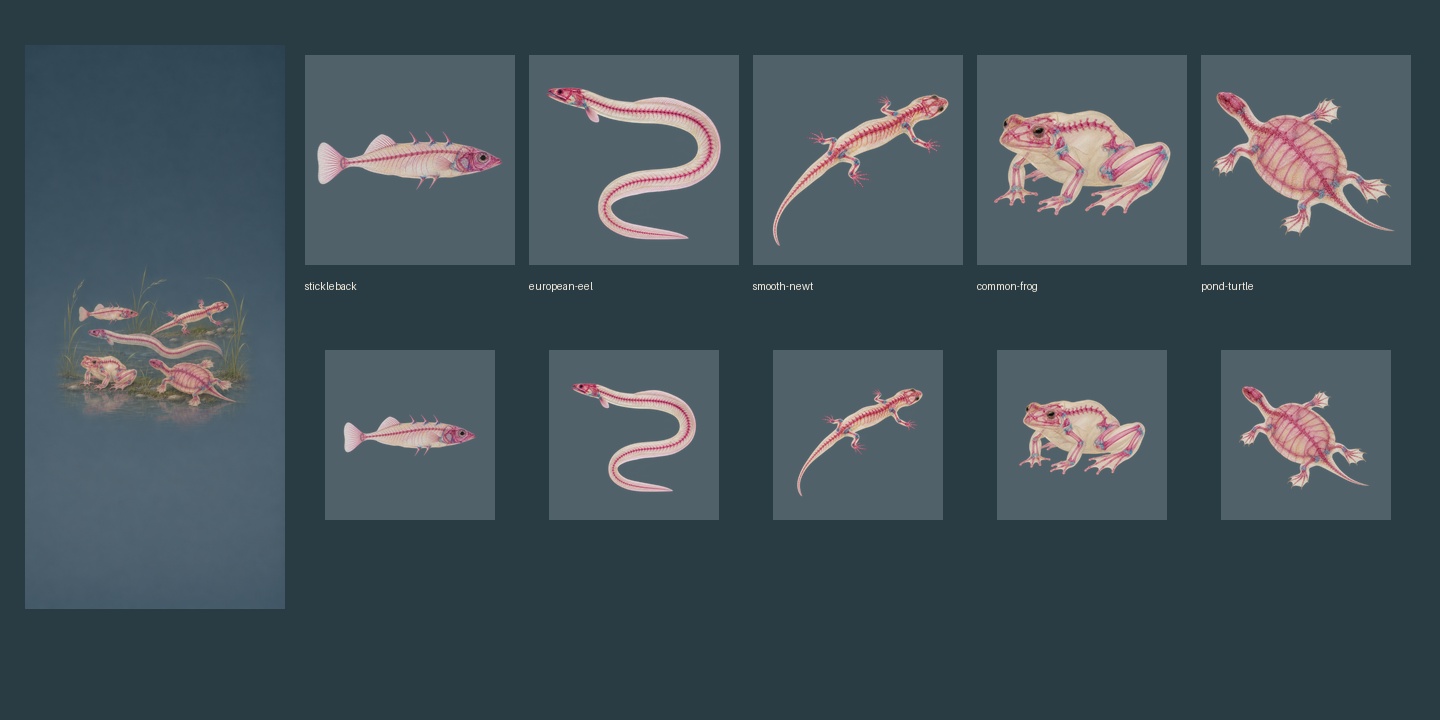 stickleback
european-eel
smooth-newt
common-frog
pond-turtle